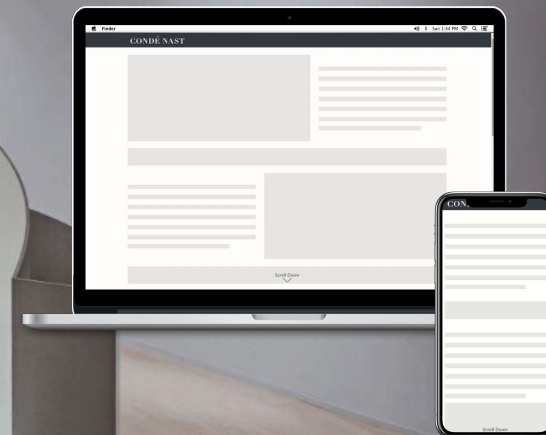 Finder
Sun 1:44 PM
CONDÉ NAST
Scroll Down
CON.
Scroll Down